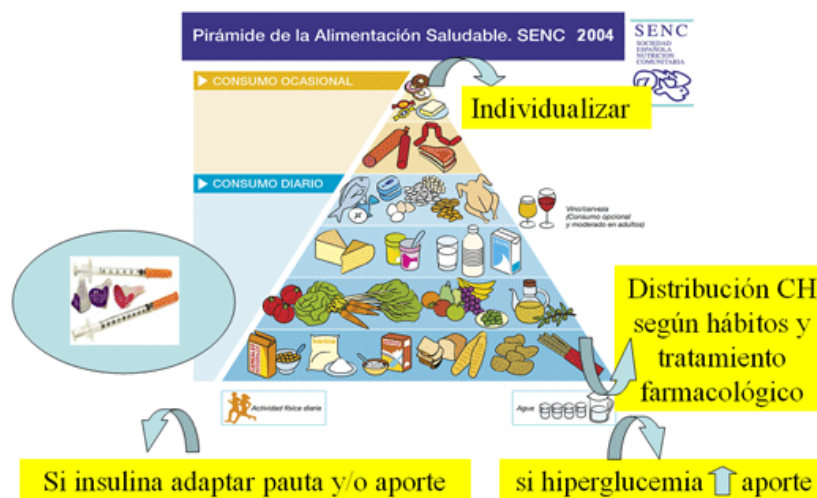 Pirámide de la Alimentación Saludable. SENC 2004
SENC
SOCIEDAD
ESPAÑOLA
NUTRICION
COMUNITARIA
CONSUMO OCASIONAL
Individualizar
CONSUMO DIARIO
Vino/cerveza
(Consumo opcional
y moderado en adultos)
Distribución CH
según hábitos y
tratamiento
farmacológico
Actividad física diaria
Agua
Si insulina adaptar pauta y/o aporte
si hiperglucemia ⇧ aporte